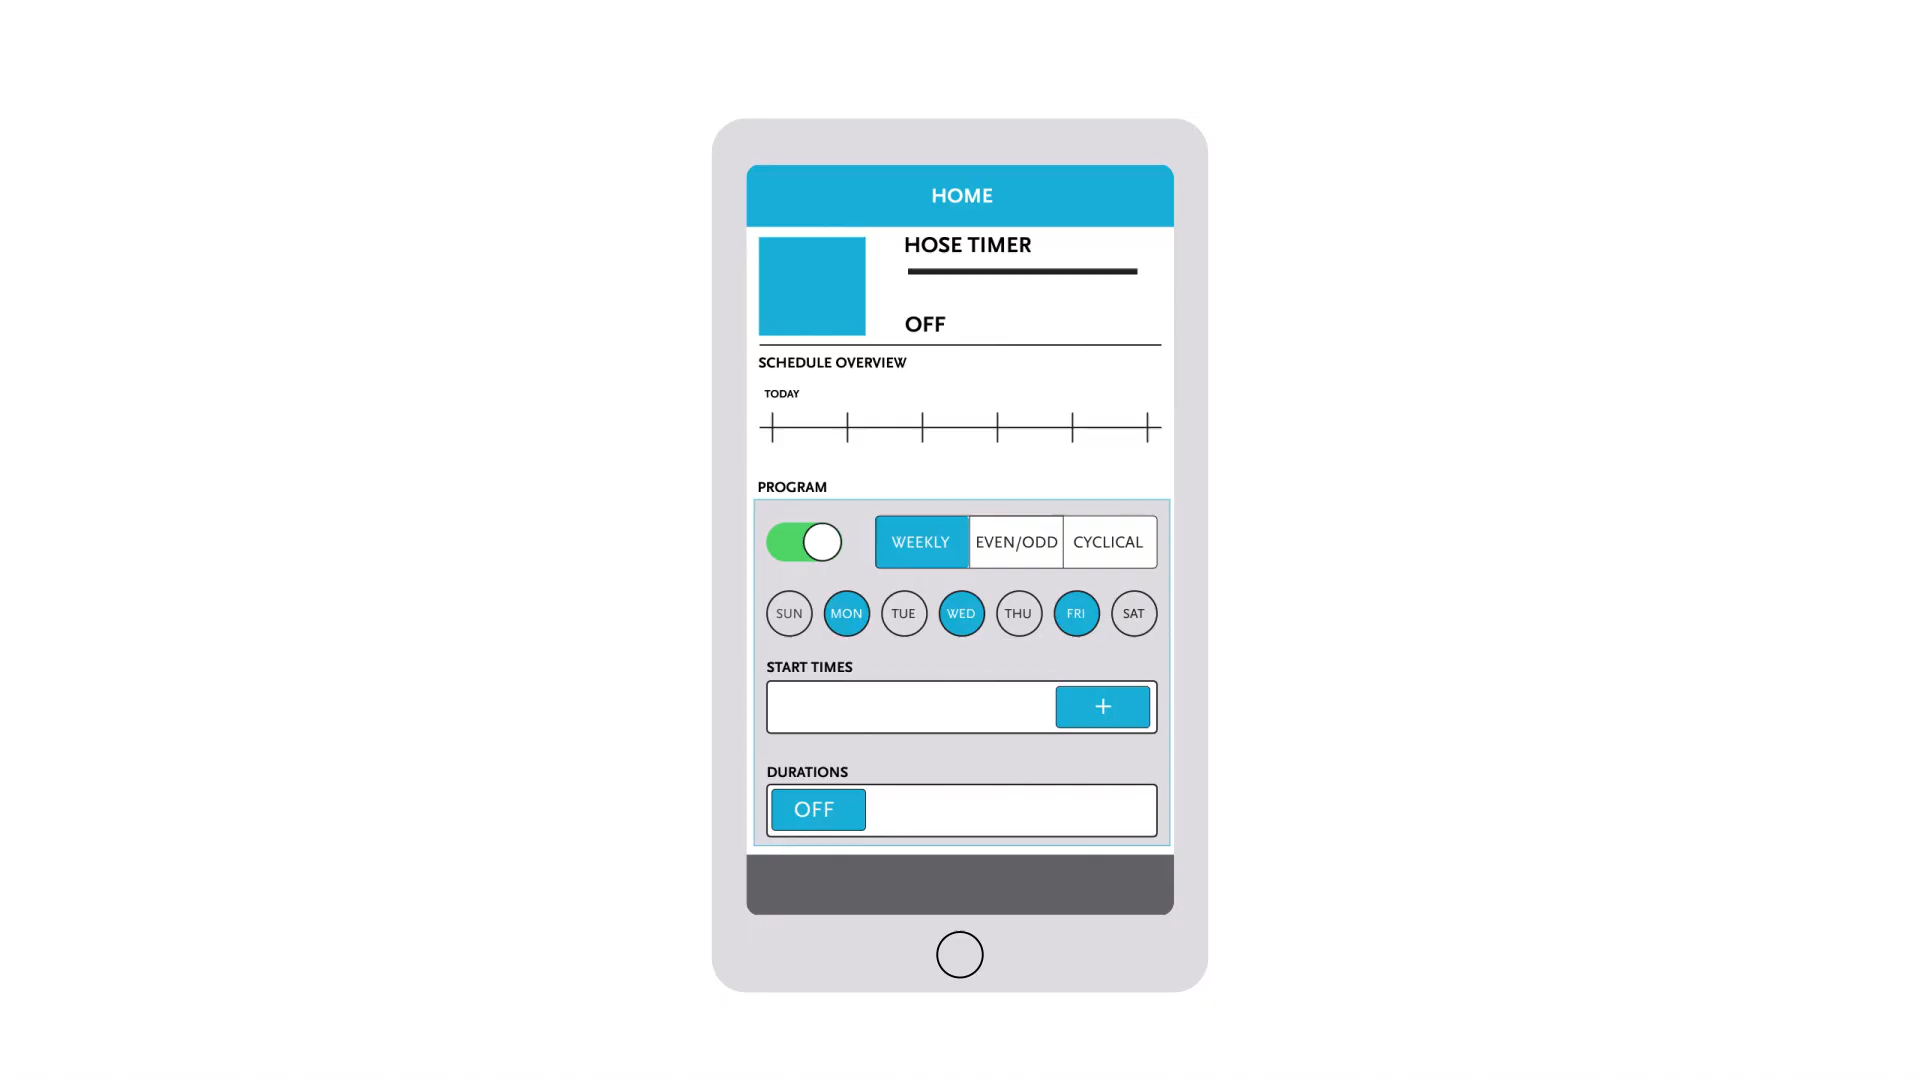 HOME
HOSE TIMER
OFF
SCHEDULE OVERVIEW
TODAY
PROGRAM
WEEKLY EVEN/ODD CYCLICAL
SUN MON TUE WED THU FRI SAT
START TIMES
+
DURATIONS
OFF